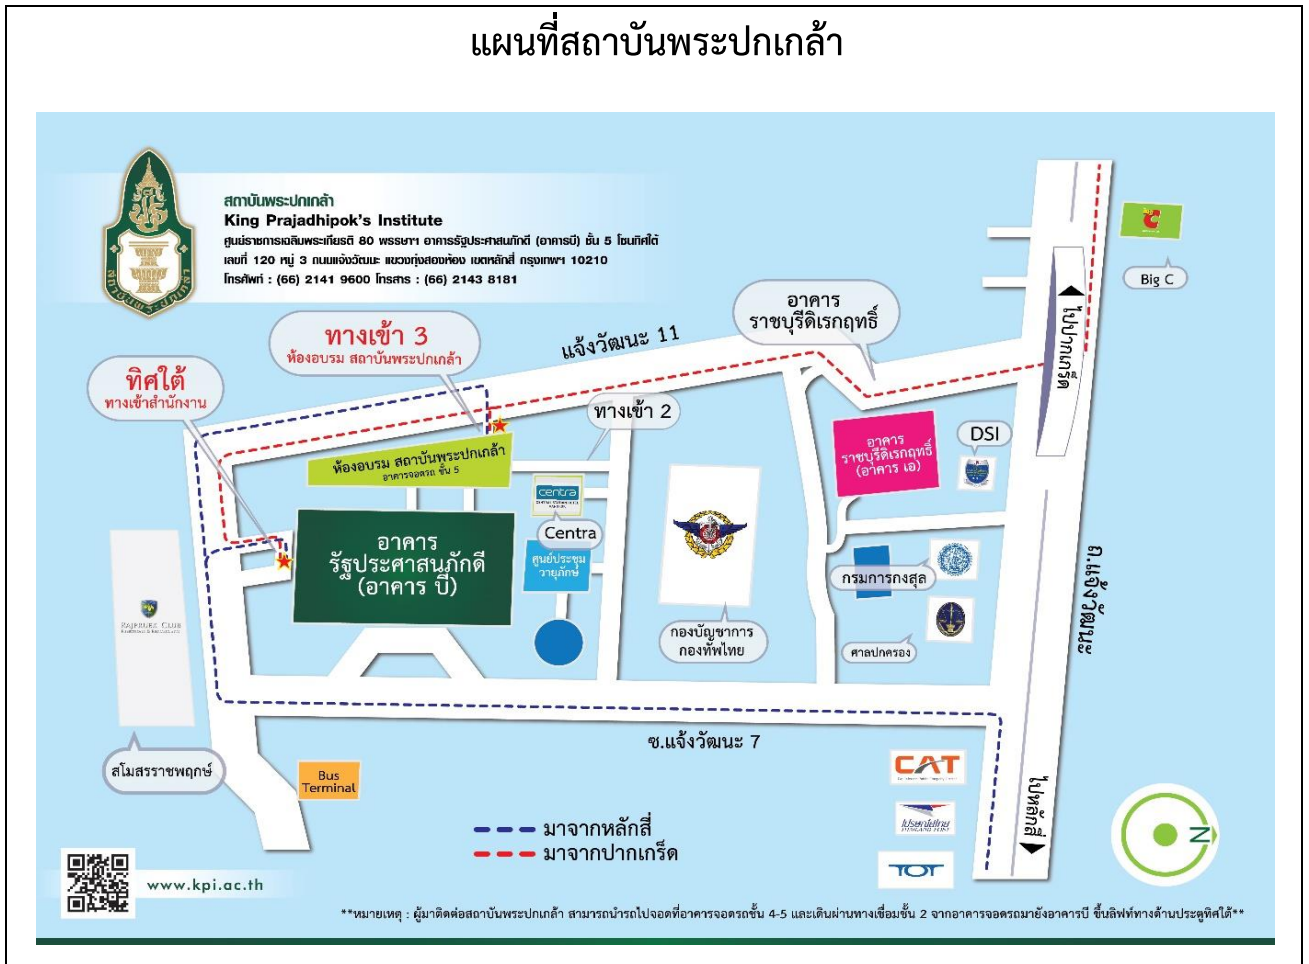 แผนที่สถาบันพระปกเกล้า
สถาบันพระปกเกล้า
King Prajadhipok's Institute
ศูนย์ราชการเฉลิมพระเกียรติ 80 พรรษาฯ อาคารรัฐประศาสนภักดี (อาคารบี) ชั้น 5 โซนทิศใต้
เลขที่ 120 หมู่ 3 ถนนแจ้งวัฒนะ แขวงทุ่งสองห้อง เขตหลักสี่ กรุงเทพฯ 10210
โทรศัพท์ : (66) 2141 9600 โทรสาร : (66) 2143 8181
สถาบันพระปกเกล้า
Big C
ไปปากเกร็ด
อาคาร
ราชบุรีดิเรกฤทธิ์
แจ้งวัฒนะ 11
ทางเข้า 3
ห้องอบรม สถาบันพระปกเกล้า
ทิศใต้
ทางเข้าสำนักงาน
ทางเข้า 2
ห้องอบรม สถาบันพระปกเกล้า
อาคารจอดรถ ชั้น 5
อาคาร
ราชบุรีดิเรกฤทธิ์
(อาคาร เอ)
DSI
centra
Centra
อาคาร
รัฐประศาสนภักดี
(อาคาร บี)
ศูนย์ประชุม
วายุภักษ์
กรมการกงสุล
ถ.แจ้งวัฒนะ
RAJPRUEK CLUB
กองบัญชาการ
กองทัพไทย
ศาลปกครอง
ซ.แจ้งวัฒนะ 7
สโมสรราชพฤกษ์
Bus
Terminal
CAT
ไปรษณีย์ไทย
THAILAND POST
TOT
ไปหลักสี่
N
มาจากหลักสี่
มาจากปากเกร็ด
www.kpi.ac.th
**หมายเหตุ : ผู้มาติดต่อสถาบันพระปกเกล้า สามารถนำรถไปจอดที่อาคารจอดรถชั้น 4-5 และเดินผ่านทางเชื่อมชั้น 2 จากอาคารจอดรถมายังอาคารบี ขึ้นลิฟท์ทางด้านประตูทิศใต้**